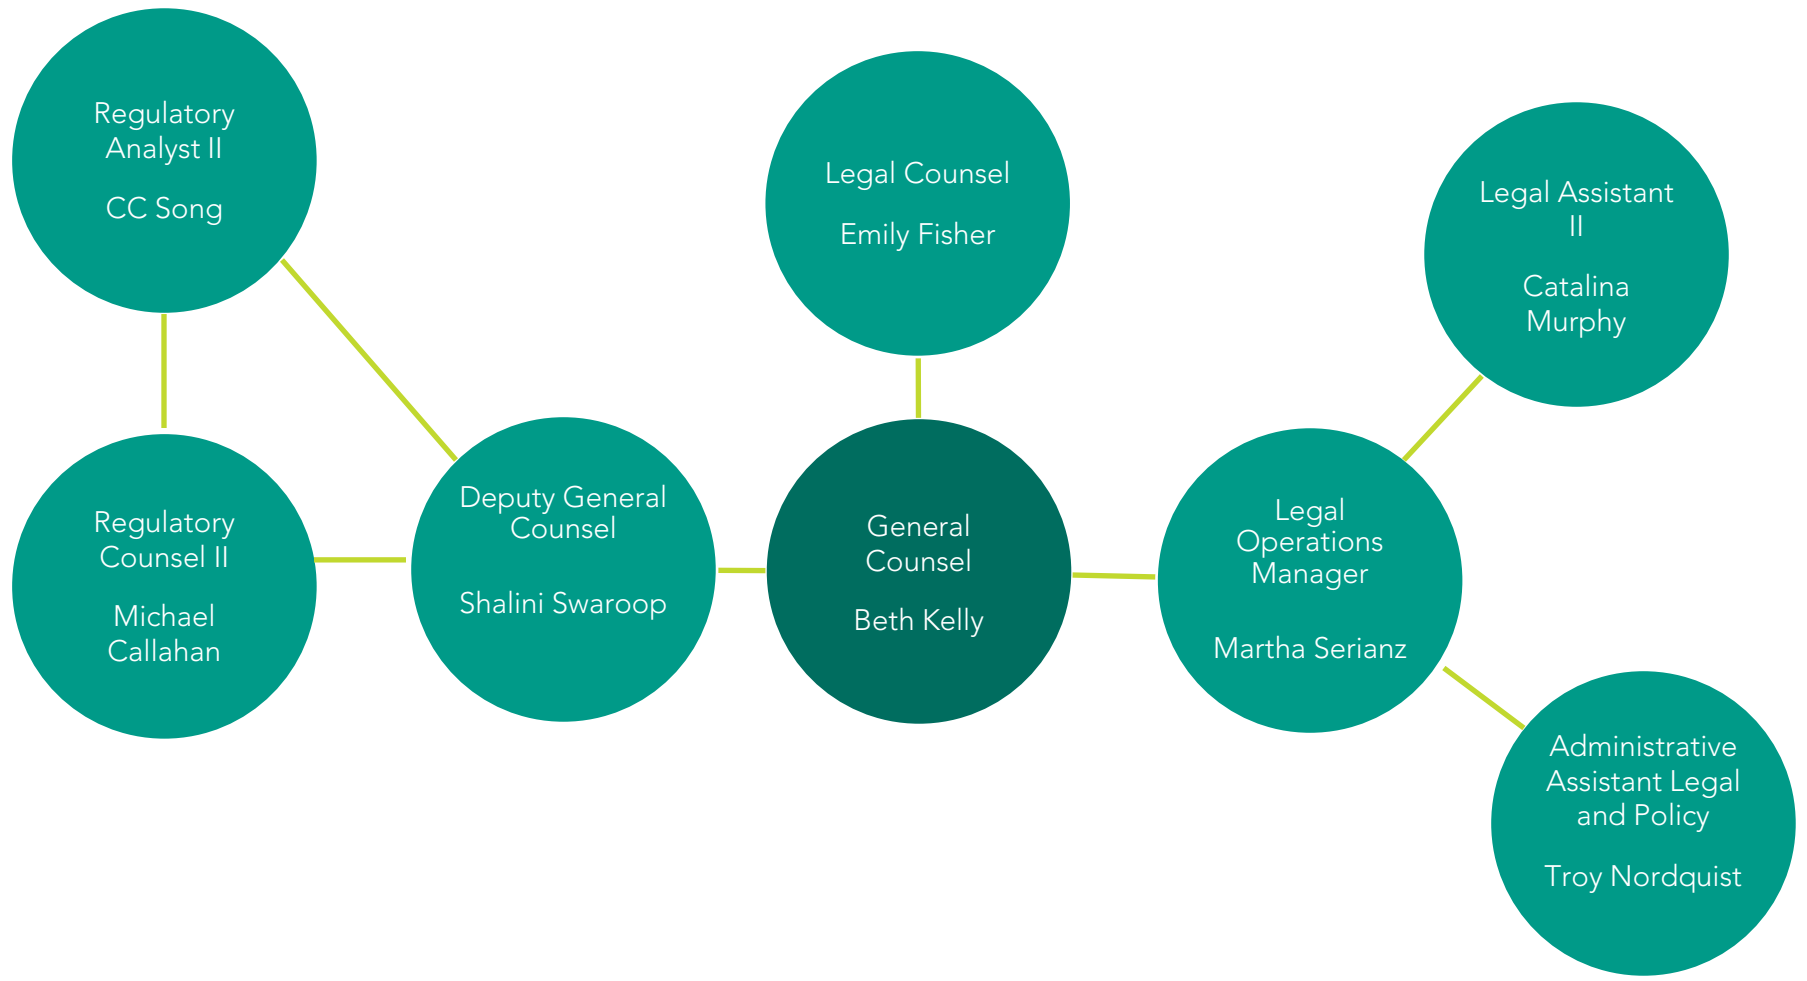 Regulatory
Analyst II
CC Song
Legal Counsel
Emily Fisher
Legal Assistant
II
Catalina
Murphy
Regulatory
Counsel II
Michael
Callahan
Deputy General
Counsel
Shalini Swaroop
General
Counsel
Beth Kelly
Legal
Operations
Manager
Martha Serianz
Administrative
Assistant Legal
and Policy
Troy Nordquist